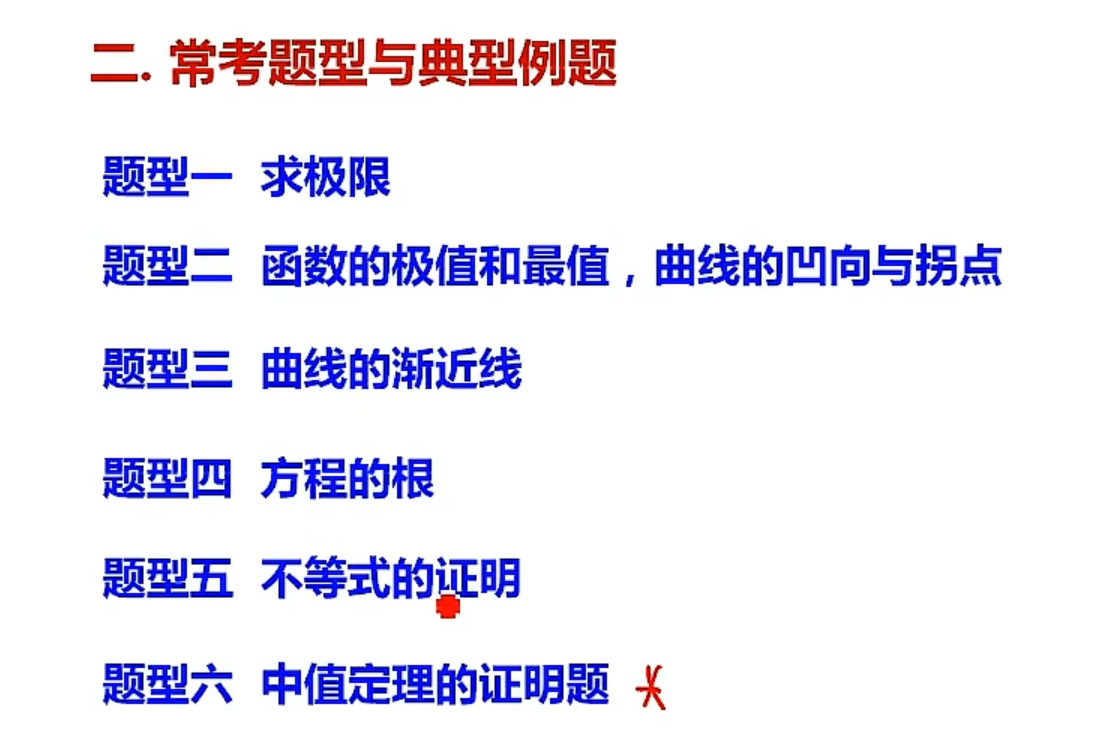 二. 常考题型与典型例题
题型一 求极限
题型二 函数的极值和最值，曲线的凹向与拐点
题型三 曲线的渐近线
题型四 方程的根
题型五 不等式的证明
题型六 中值定理的证明题